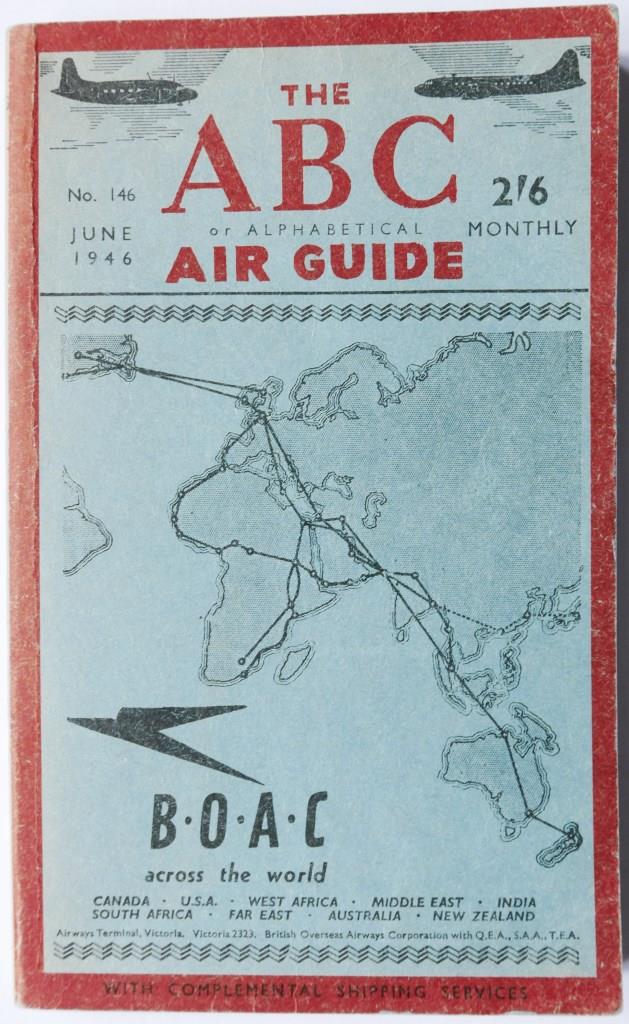 THE
ABC
or ALPHABETICAL
AIR GUIDE
No. 146
JUNE
1946
2'/6
MONTHLY
B·O·A·C
across the world
CANADA · U.S.A. · WEST AFRICA · MIDDLE EAST · INDIA
SOUTH AFRICA · FAR EAST · AUSTRALIA · NEW ZEALAND
Airways Terminal, Victoria. Victoria 2323. British Overseas Airways Corporation with Q.E.A., S.A.A., T.E.A.
WITH COMPLEMENTAL SHIPPING SERVICES